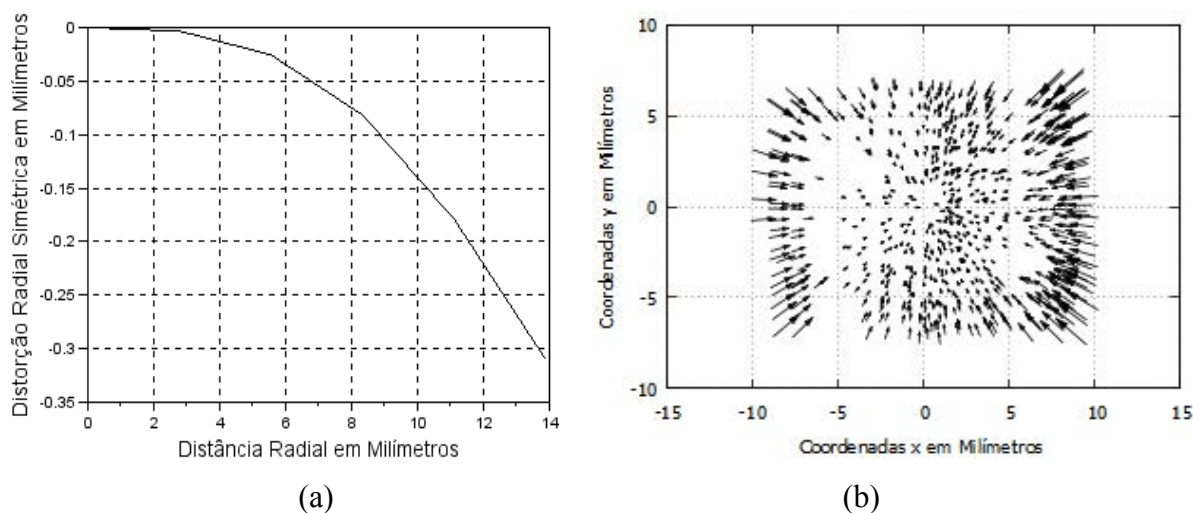 Distorção Radial Simétrica em Milímetros
0
-0.05
-0.1
-0.15
-0.2
-0.25
-0.3
-0.35
0 2 4 6 8 10 12 14
Distância Radial em Milímetros
(a)
Coordenadas y em Milímetros
10
5
0
-5
-10
-15 -10 -5 0 5 10 15
Coordenadas x em Milímetros
(b)